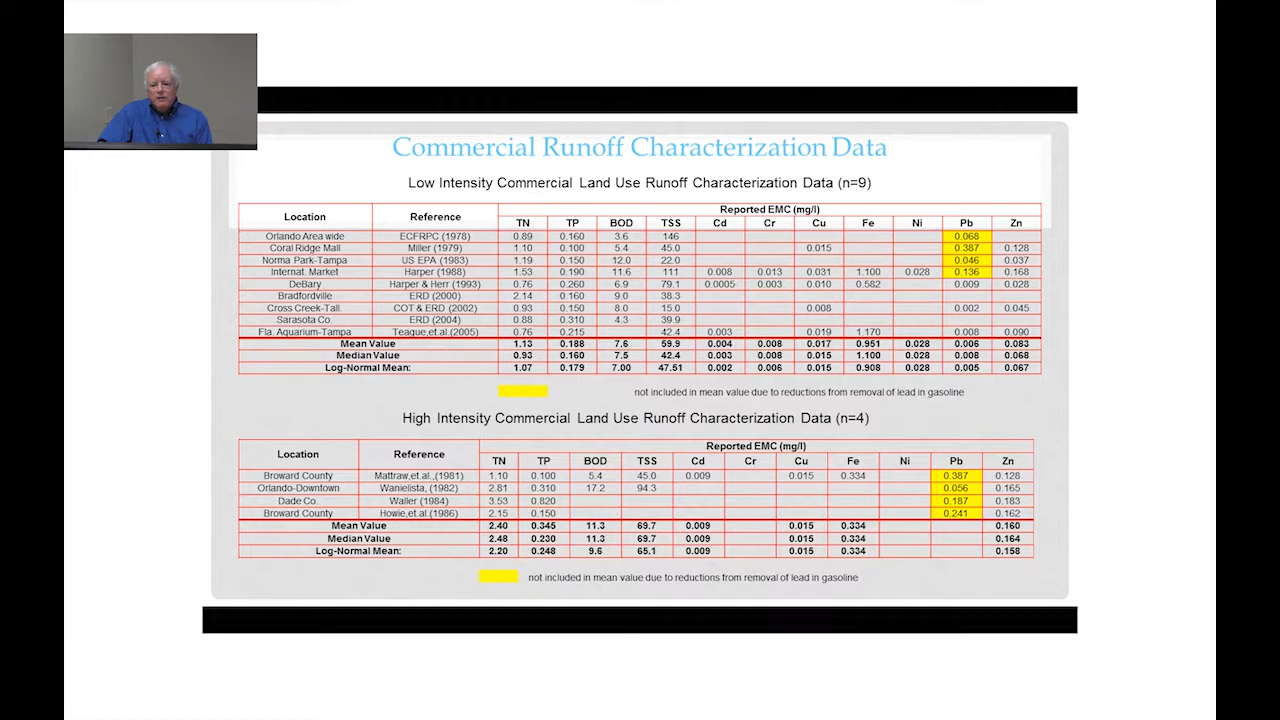 Commercial Runoff Characterization Data
Low Intensity Commercial Land Use Runoff Characterization Data (n=9)
Location Reference Reported EMC (mg/l)
TN TP BOD TSS Cd Cr Cu Fe Ni Pb Zn
Orlando Area wide ECFRPC (1978) 0.89 0.160 3.6 146 0.068
Coral Ridge Mall Miller (1979) 1.10 0.100 5.4 45.0 0.015 0.387 0.128
Norma Park-Tampa US EPA (1983) 1.19 0.150 12.0 22.0 0.046 0.037
Internat. Market Harper (1988) 1.53 0.190 11.6 111 0.008 0.013 0.031 1.100 0.028 0.136 0.168
DeBary Harper & Herr (1993) 0.76 0.260 6.9 79.1 0.0005 0.003 0.010 0.582 0.009 0.028
Bradfordville ERD (2000) 2.14 0.160 9.0 38.3
Cross Creek-Tall. COT & ERD (2002) 0.93 0.150 8.0 15.0 0.008 0.002 0.045
Sarasota Co. ERD (2004) 0.88 0.310 4.3 39.9
Fla. Aquarium-Tampa Teague,et.al.(2005) 0.76 0.215 42.4 0.003 0.019 1.170 0.008 0.090
Mean Value 1.13 0.188 7.6 59.9 0.004 0.008 0.017 0.951 0.028 0.006 0.083
Median Value 0.93 0.160 7.5 42.4 0.003 0.008 0.015 1.100 0.028 0.008 0.068
Log-Normal Mean: 1.07 0.179 7.00 47.51 0.002 0.006 0.015 0.908 0.028 0.005 0.067
not included in mean value due to reductions from removal of lead in gasoline
High Intensity Commercial Land Use Runoff Characterization Data (n=4)
Location Reference Reported EMC (mg/l)
TN TP BOD TSS Cd Cr Cu Fe Ni Pb Zn
Broward County Mattraw,et.al.,(1981) 1.10 0.100 5.4 45.0 0.009 0.015 0.334 0.387 0.128
Orlando-Downtown Wanielista, (1982) 2.81 0.310 17.2 94.3 0.056 0.165
Dade Co. Waller (1984) 3.53 0.820 0.187 0.183
Broward County Howie,et.al.(1986) 2.15 0.150 0.241 0.162
Mean Value 2.40 0.345 11.3 69.7 0.009 0.015 0.334 0.160
Median Value 2.48 0.230 11.3 69.7 0.009 0.015 0.334 0.164
Log-Normal Mean: 2.20 0.248 9.6 65.1 0.009 0.015 0.334 0.158
not included in mean value due to reductions from removal of lead in gasoline